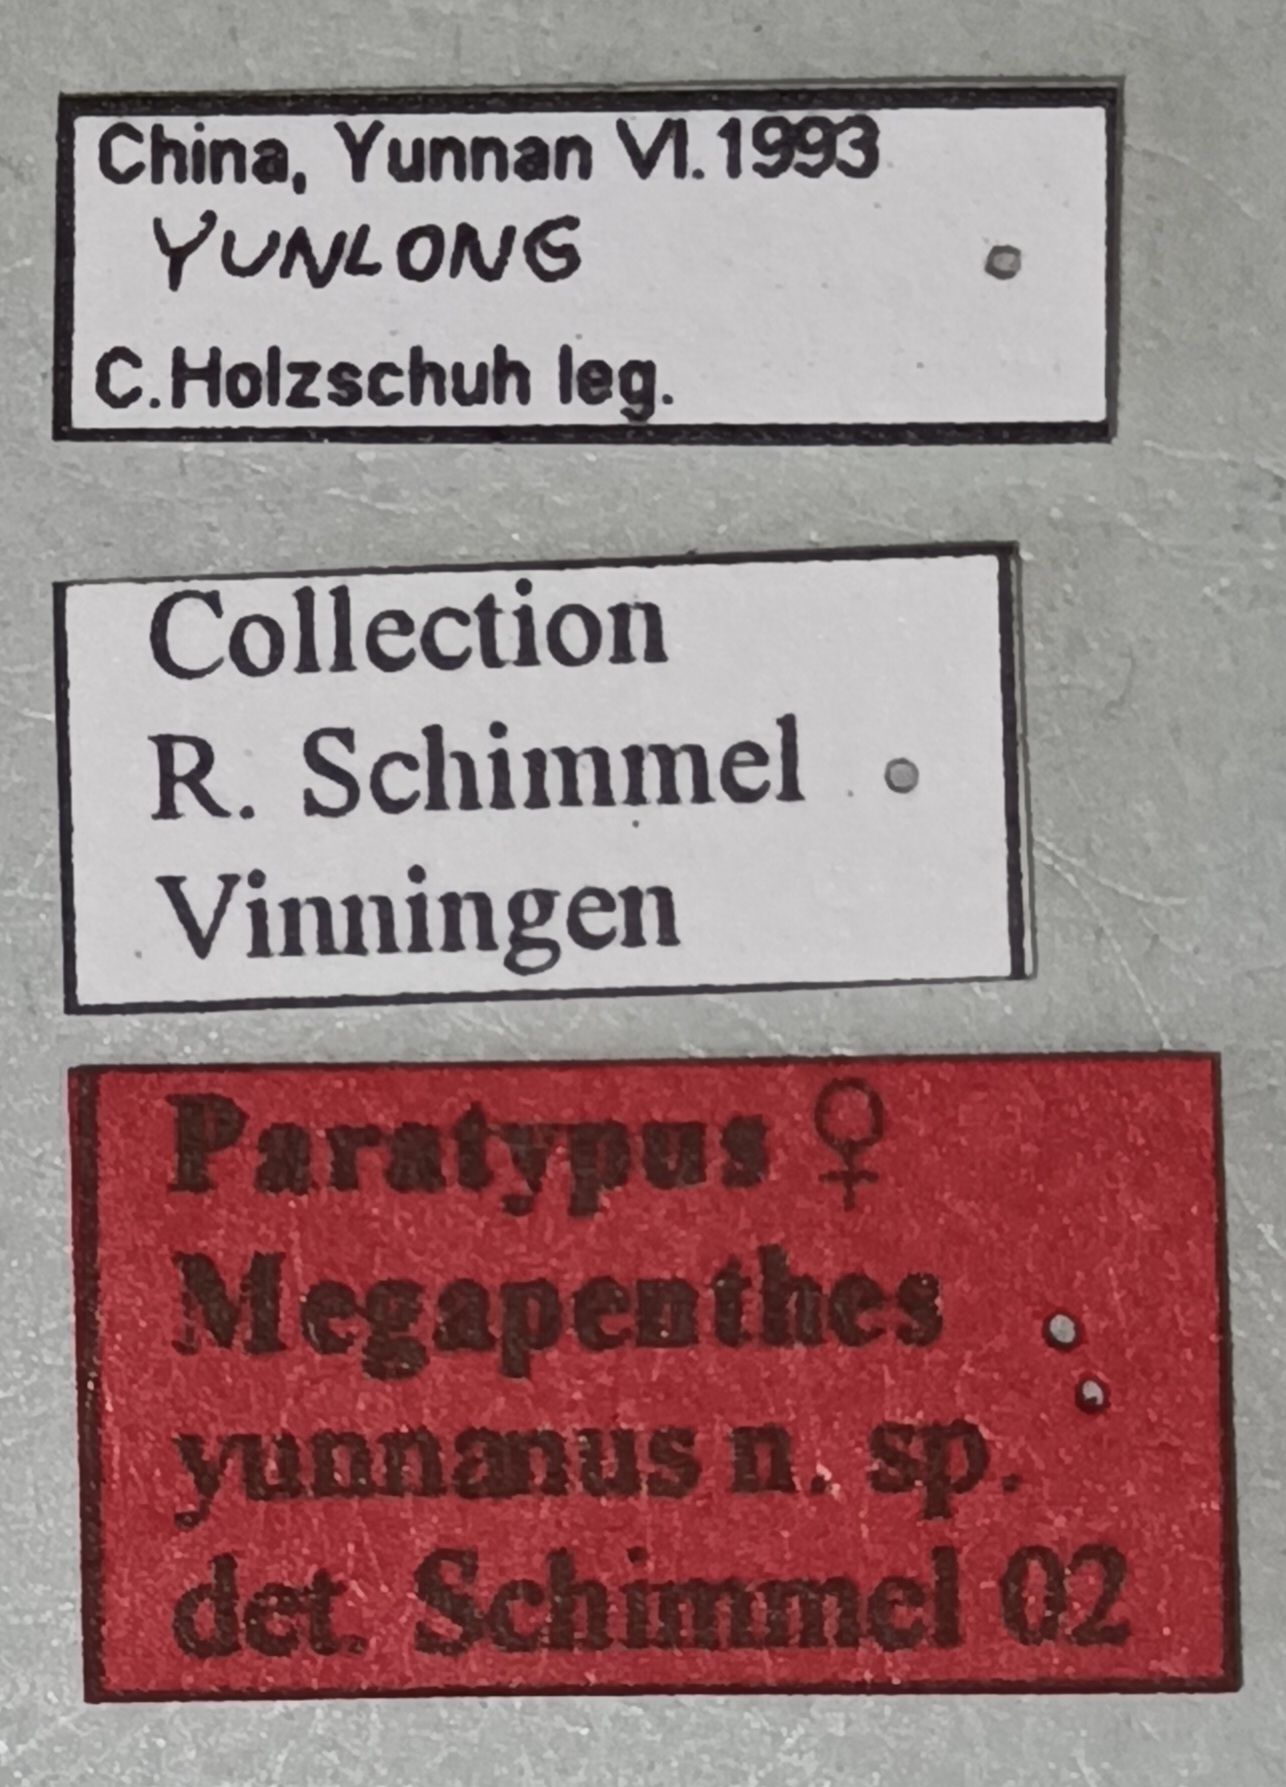 China, Yunnan VI.1993
YUNLONG
C.Holzschuh leg.
Collection
R. Schimmel
Vinningen
Paratypus ♀
Megapenthes
yunnanus n. sp.
det. Schimmel 02